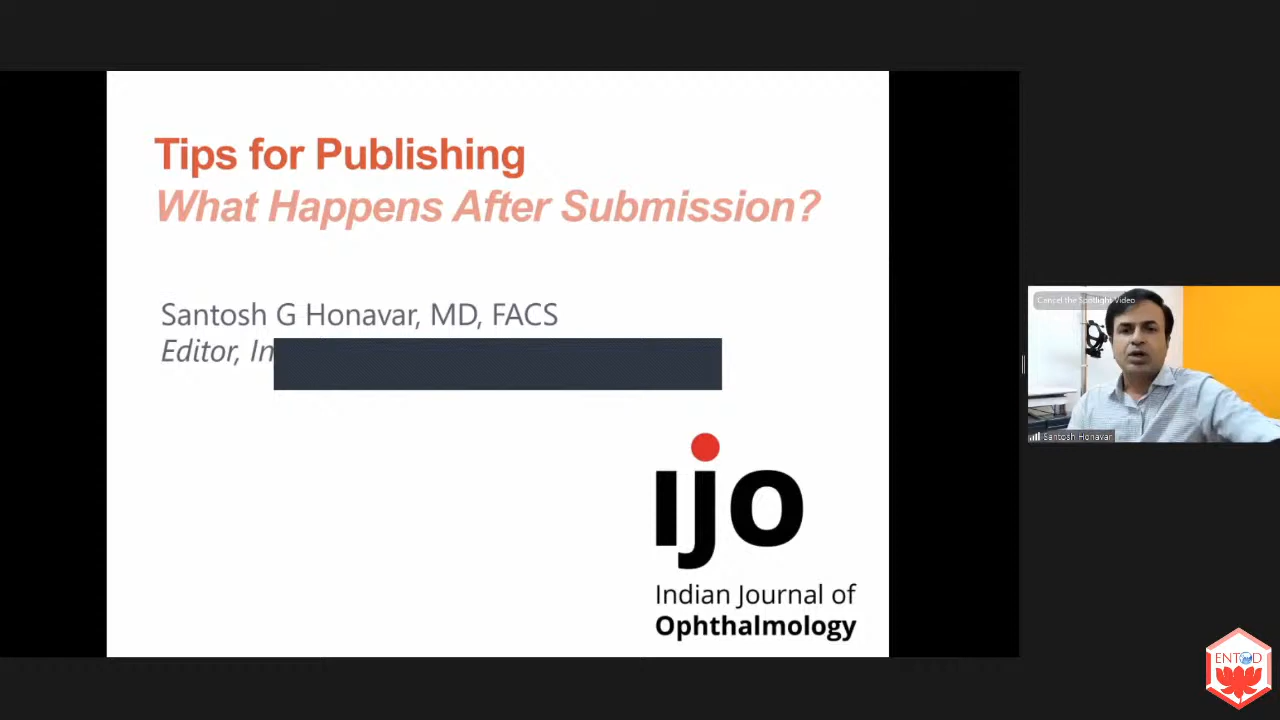 Tips for Publishing
What Happens After Submission?
Santosh G Honavar, MD, FACS
Editor, In
ijo
Indian Journal of
Ophthalmology
Cancel the Spotlight Video
Santosh Honavar
ENTOD